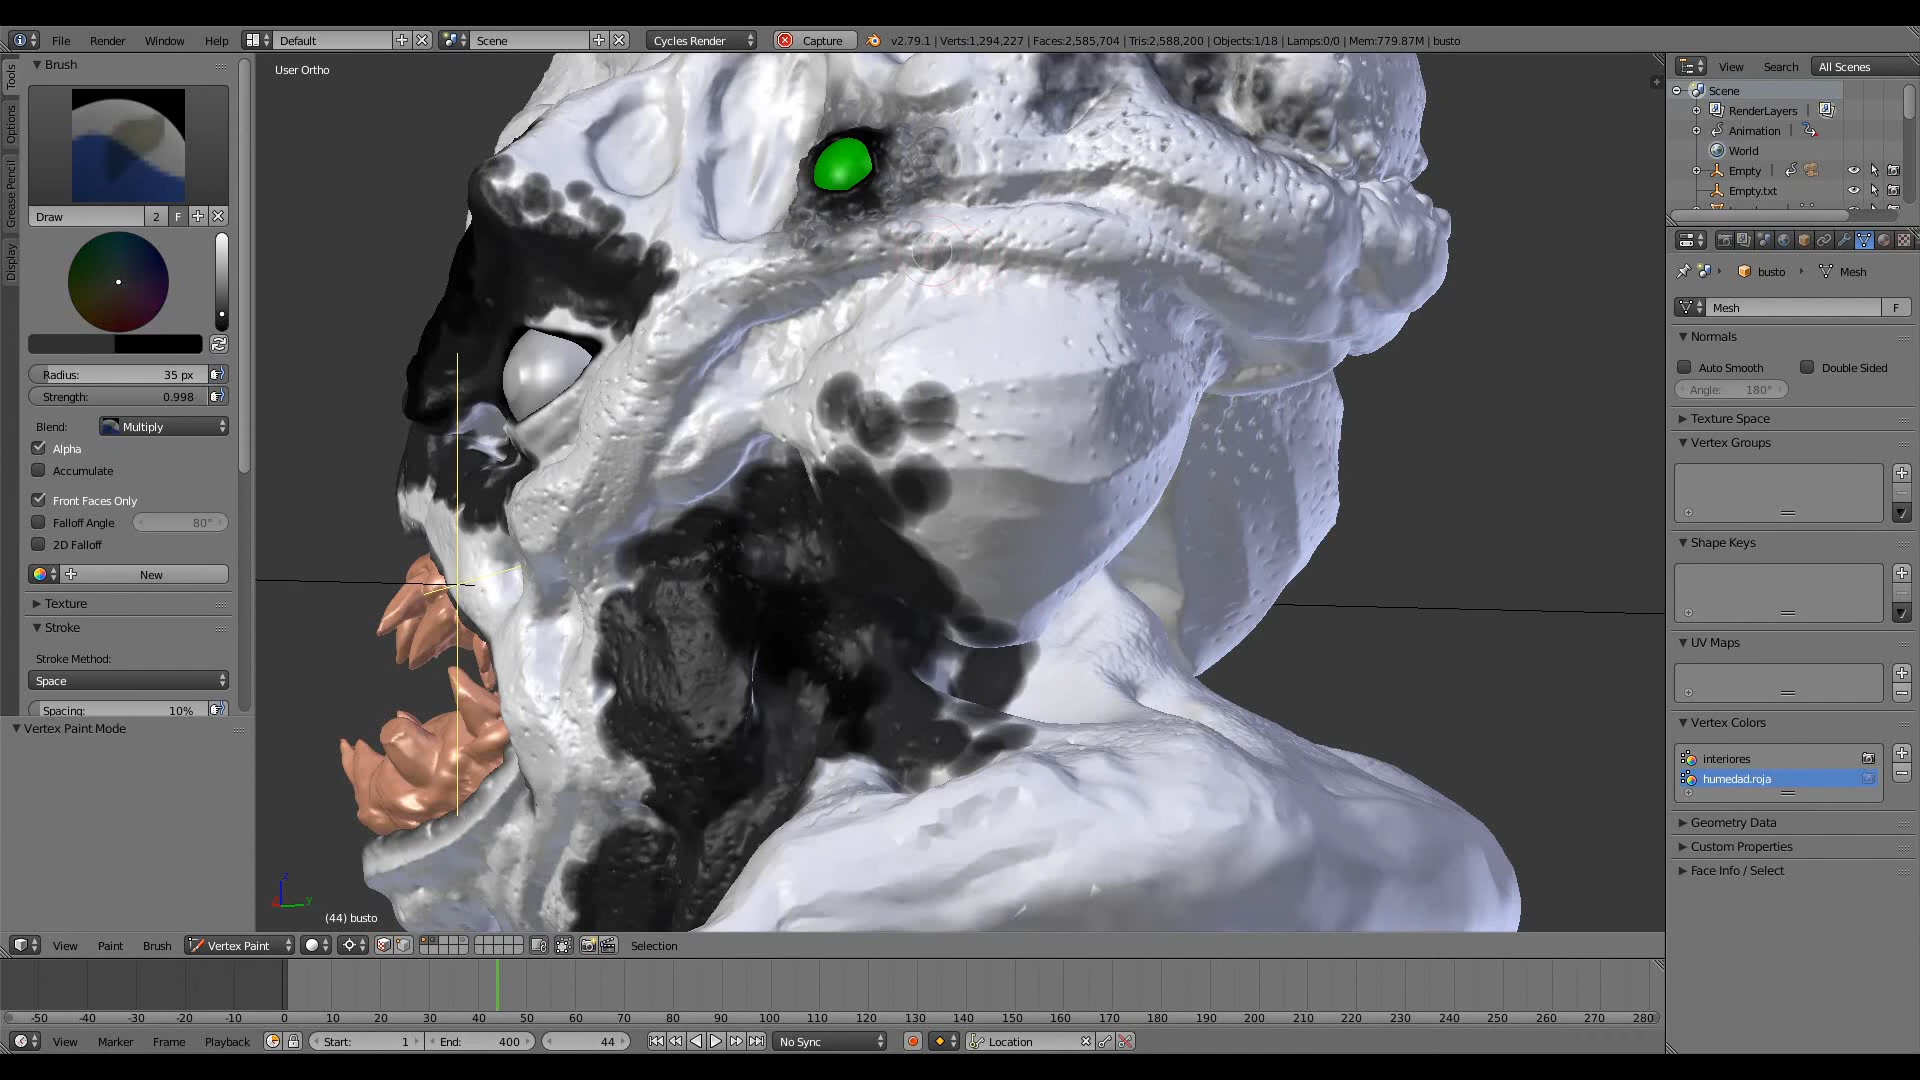 File Render Window Help Default Scene Cycles Render Capture v2.79.1 | Verts:1,294,227 | Faces:2,585,704 | Tris:2,588,200 | Objects:1/18 | Lamps:0/0 | Mem:779.87M | busto
Tools
Options
Grease Pencil
Display
Brush
Draw 2 F
Radius: 35 px
Strength: 0.998
Blend: Multiply
Alpha
Accumulate
Front Faces Only
Falloff Angle 80°
2D Falloff
New
Texture
Stroke
Stroke Method:
Space
Spacing: 10%
Vertex Paint Mode
User Ortho
z
y
(44) busto
View Search All Scenes
Scene
RenderLayers |
Animation
World
Empty |
Empty.txt
busto Mesh
Mesh F
Normals
Auto Smooth Double Sided
Angle: 180°
Texture Space
Vertex Groups
Shape Keys
UV Maps
Vertex Colors
interiores
humedad.roja
Geometry Data
Custom Properties
Face Info / Select
View Paint Brush Vertex Paint Selection
-50 -40 -30 -20 -10 0 10 20 30 40 50 60 70 80 90 100 110 120 130 140 150 160 170 180 190 200 210 220 230 240 250 260 270 280
View Marker Frame Playback Start: 1 End: 400 44 No Sync Location